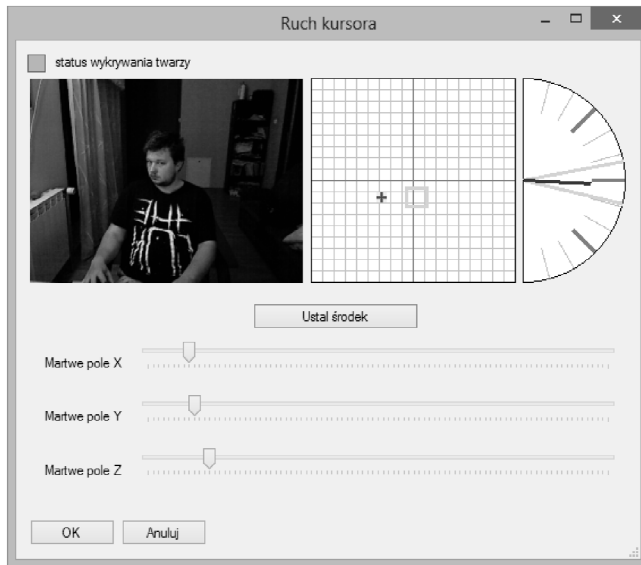 Ruch kursora
status wykrywania twarzy
Ustal środek
Martwe pole X
Martwe pole Y
Martwe pole Z
OK
Anuluj